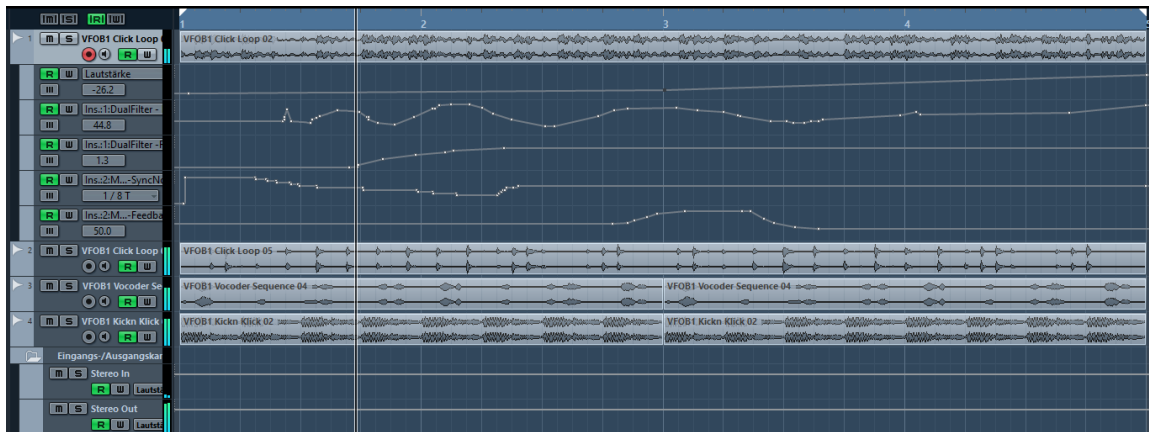 M S R W
1 2 3 4
1 M S VFOB1 Click Loop
R W
VFOB1 Click Loop 02
R W Lautstärke
-26.2
R W Ins.:1:DualFilter -
44.8
R W Ins.:1:DualFilter -F
1.3
R W Ins.:2:M...-SyncNo
1 / 8 T
R W Ins.:2:M...-Feedba
50.0
2 M S VFOB1 Click Loop
R W
VFOB1 Click Loop 05
3 M S VFOB1 Vocoder Se
R W
VFOB1 Vocoder Sequence 04 VFOB1 Vocoder Sequence 04
4 M S VFOB1 Kickn Klick
R W
VFOB1 Kickn Klick 02 VFOB1 Kickn Klick 02
Eingangs-/Ausgangskar
M S Stereo In
R W Lautstä
M S Stereo Out
R W Lautstä